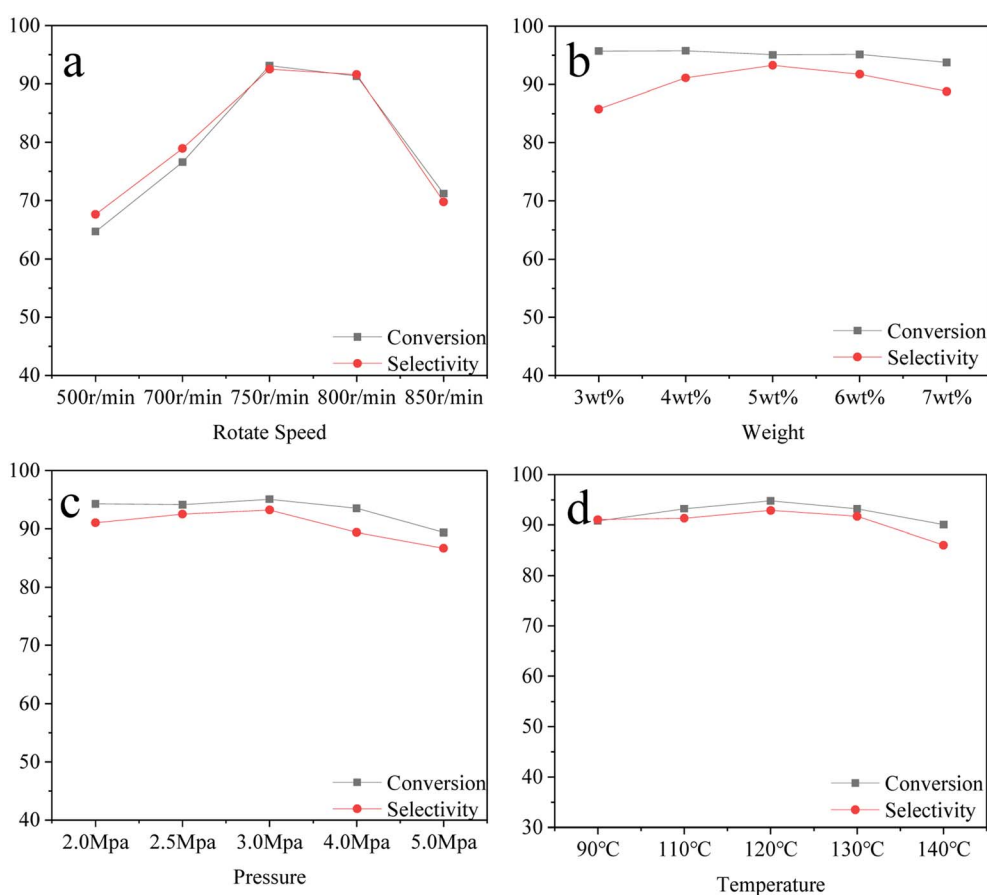 a
100
90
80
70
60
50
40
Conversion
Selectivity
500r/min 700r/min 750r/min 800r/min 850r/min
Rotate Speed
b
100
90
80
70
60
50
40
Conversion
Selectivity
3wt% 4wt% 5wt% 6wt% 7wt%
Weight
c
100
90
80
70
60
50
40
Conversion
Selectivity
2.0Mpa 2.5Mpa 3.0Mpa 4.0Mpa 5.0Mpa
Pressure
d
100
90
80
70
60
50
40
30
Conversion
Selectivity
90℃ 110℃ 120℃ 130℃ 140℃
Temperature